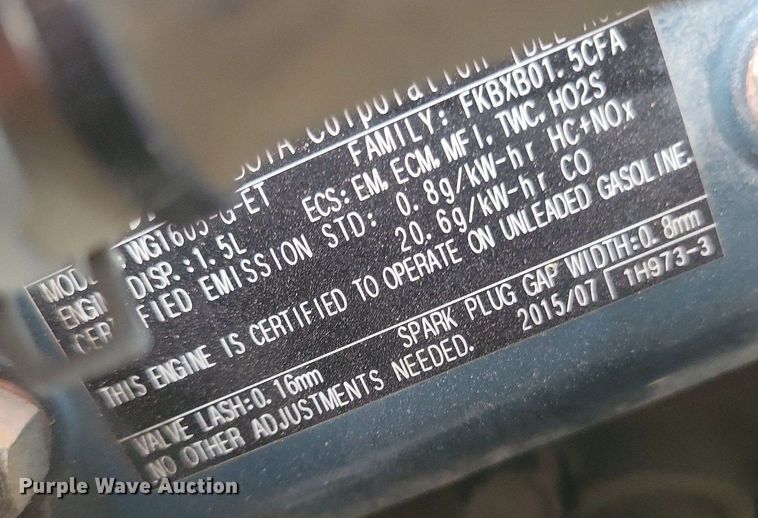 BOTA Corporation
FAMILY: FKBXB01.5CFA
WG1605-G-ET ECS: EM, ECM, MFI, TWC, HO2S
DISP.:1.5L 0.8g/kW-hr HC+NOx
FIED EMISSION STD: 20.6g/kW-hr CO
THIS ENGINE IS CERTIFIED TO OPERATE ON UNLEADED GASOLINE.
VALVE LASH:0.16mm SPARK PLUG GAP WIDTH:0.8mm
NO OTHER ADJUSTMENTS NEEDED. 2015/07 1H973-3
Purple Wave Auction